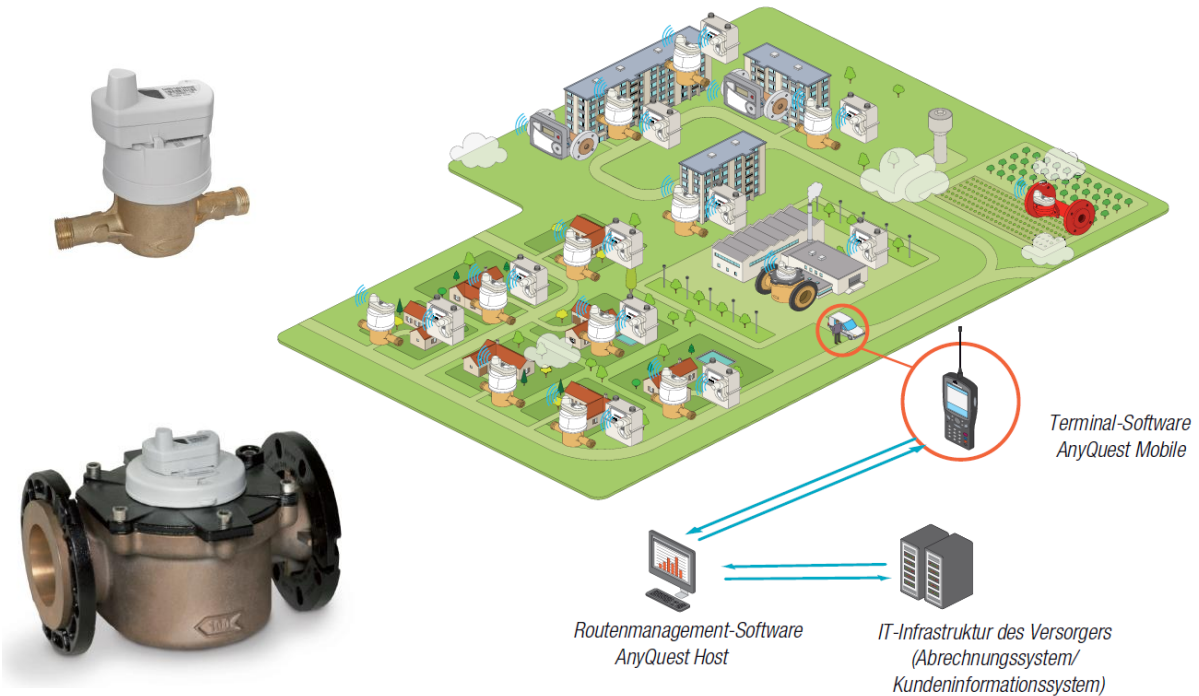 Terminal-Software
AnyQuest Mobile
Routenmanagement-Software
AnyQuest Host
IT-Infrastruktur des Versorgers
(Abrechnungssystem/
Kundeninformationssystem)